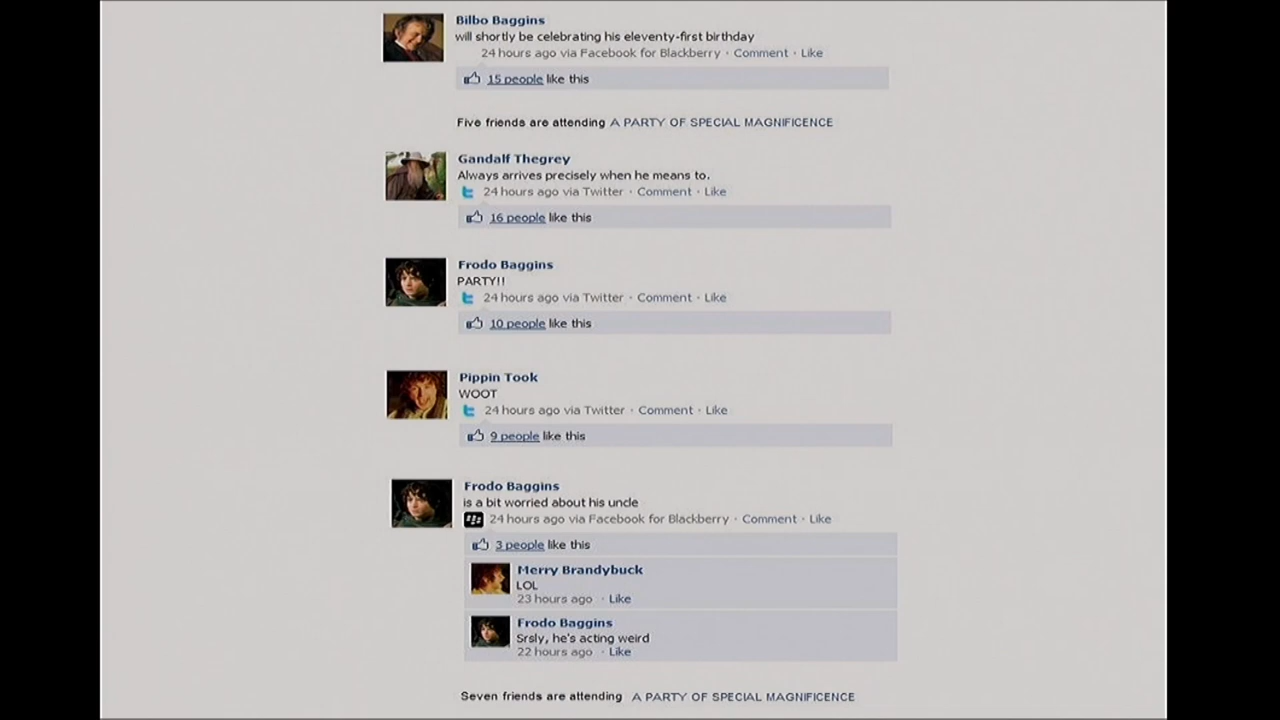 Bilbo Baggins
will shortly be celebrating his eleventy-first birthday
24 hours ago via Facebook for Blackberry · Comment · Like
15 people like this
Five friends are attending A PARTY OF SPECIAL MAGNIFICENCE
Gandalf Thegrey
Always arrives precisely when he means to.
24 hours ago via Twitter · Comment · Like
16 people like this
Frodo Baggins
PARTY!!
24 hours ago via Twitter · Comment · Like
10 people like this
Pippin Took
WOOT
24 hours ago via Twitter · Comment · Like
9 people like this
Frodo Baggins
is a bit worried about his uncle
24 hours ago via Facebook for Blackberry · Comment · Like
3 people like this
Merry Brandybuck
LOL
23 hours ago · Like
Frodo Baggins
Srsly, he's acting weird
22 hours ago · Like
Seven friends are attending A PARTY OF SPECIAL MAGNIFICENCE